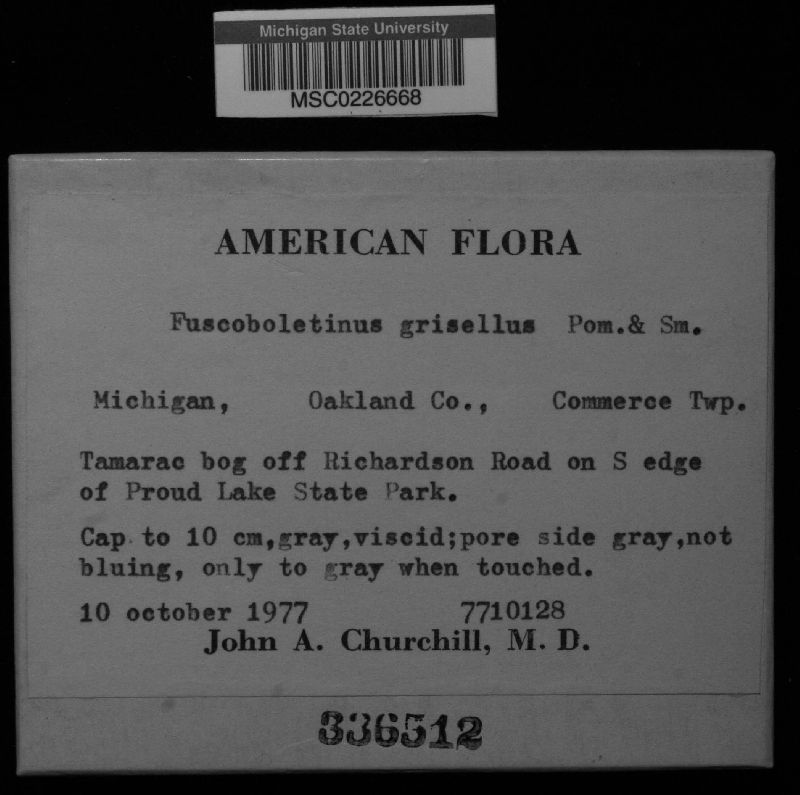 Michigan State University
MSC0226668
AMERICAN FLORA
Fuscoboletinus grisellus Pom.& Sm.
Michigan, Oakland Co., Commerce Twp.
Tamarac bog off Richardson Road on S edge
of Proud Lake State Park.
Cap to 10 cm,gray,viscid;pore side gray,not
bluing, only to gray when touched.
10 october 1977 7710128
John A. Churchill, M. D.
336512